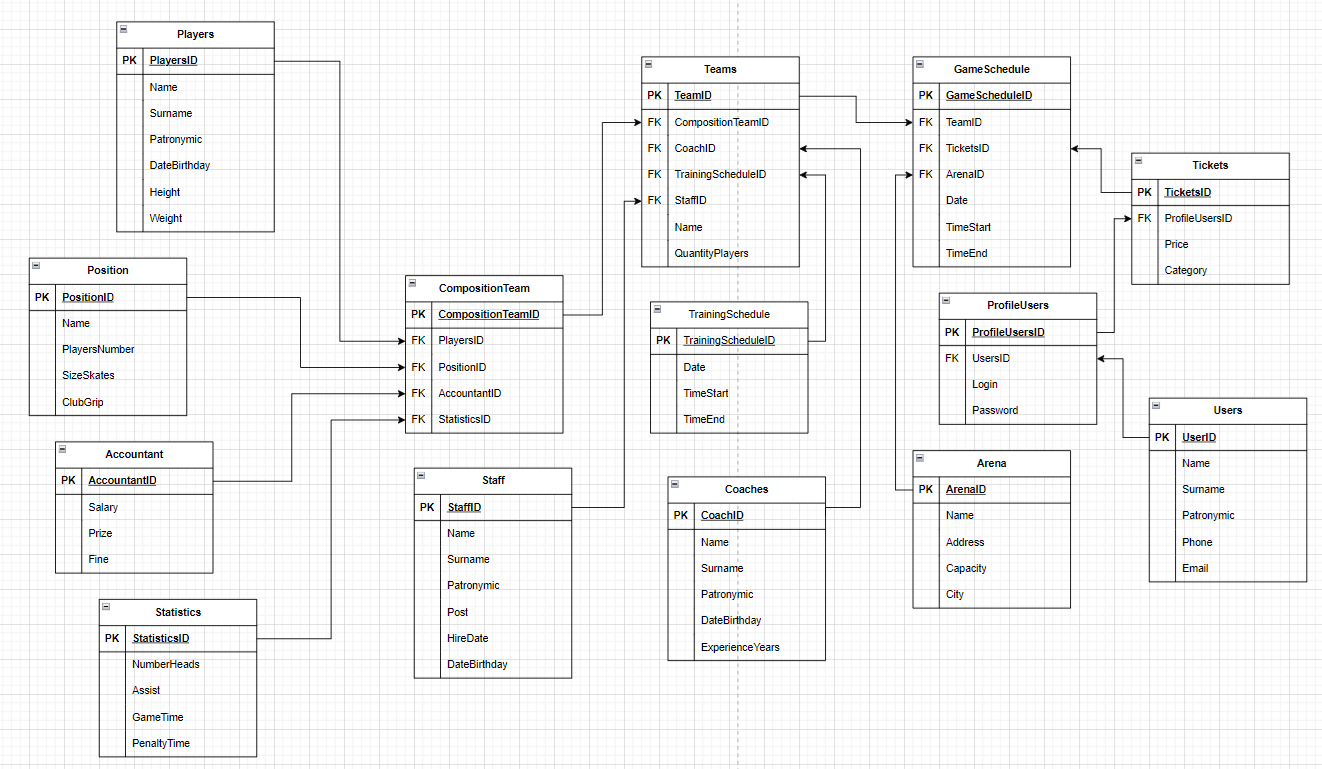 Players
PK PlayersID
Name
Surname
Patronymic
DateBirthday
Height
Weight
Position
PK PositionID
Name
PlayersNumber
SizeSkates
ClubGrip
Accountant
PK AccountantID
Salary
Prize
Fine
Statistics
PK StatisticsID
NumberHeads
Assist
GameTime
PenaltyTime
CompositionTeam
PK CompositionTeamID
FK PlayersID
FK PositionID
FK AccountantID
FK StatisticsID
Staff
PK StaffID
Name
Surname
Patronymic
Post
HireDate
DateBirthday
Teams
PK TeamID
FK CompositionTeamID
FK CoachID
FK TrainingScheduleID
FK StaffID
Name
QuantityPlayers
TrainingSchedule
PK TrainingScheduleID
Date
TimeStart
TimeEnd
Coaches
PK CoachID
Name
Surname
Patronymic
DateBirthday
ExperienceYears
GameSchedule
PK GameScheduleID
FK TeamID
FK TicketsID
FK ArenaID
Date
TimeStart
TimeEnd
Tickets
PK TicketsID
FK ProfileUsersID
Price
Category
ProfileUsers
PK ProfileUsersID
FK UsersID
Login
Password
Users
PK UserID
Name
Surname
Patronymic
Phone
Email
Arena
PK ArenaID
Name
Address
Capacity
City